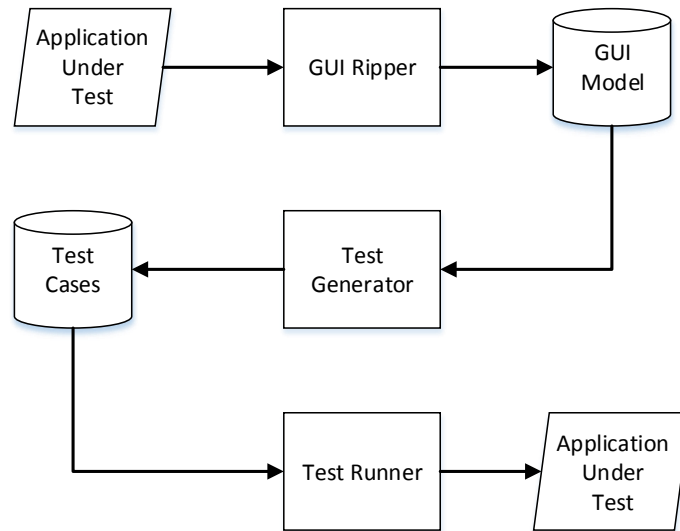 Application
Under
Test
GUI Ripper
GUI
Model
Test
Cases
Test
Generator
Test Runner
Application
Under
Test